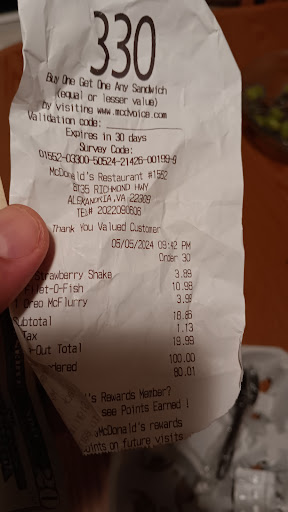 330
Buy One Get One Any Sandwich
(equal or lesser value)
by visiting www.mcdvoice.com
Validation code:
Expires in 30 days
Survey Code:
01552-03300-50524-21426-00199-9
McDonald's Restaurant #1552
8135 RICHMOND HWY
ALEXANDRIA,VA 22309
TEL# 2022090606
Thank You Valued Customer
05/05/2024 09:42 PM
Order 30
Strawberry Shake 3.89
Filet-O-Fish 10.98
1 Oreo McFlurry 3.99
Subtotal 18.86
Tax 1.13
-Out Total 19.99
dered 100.00
80.01
's Rewards Member?
see Points Earned
McDonald's rewards
on future visits